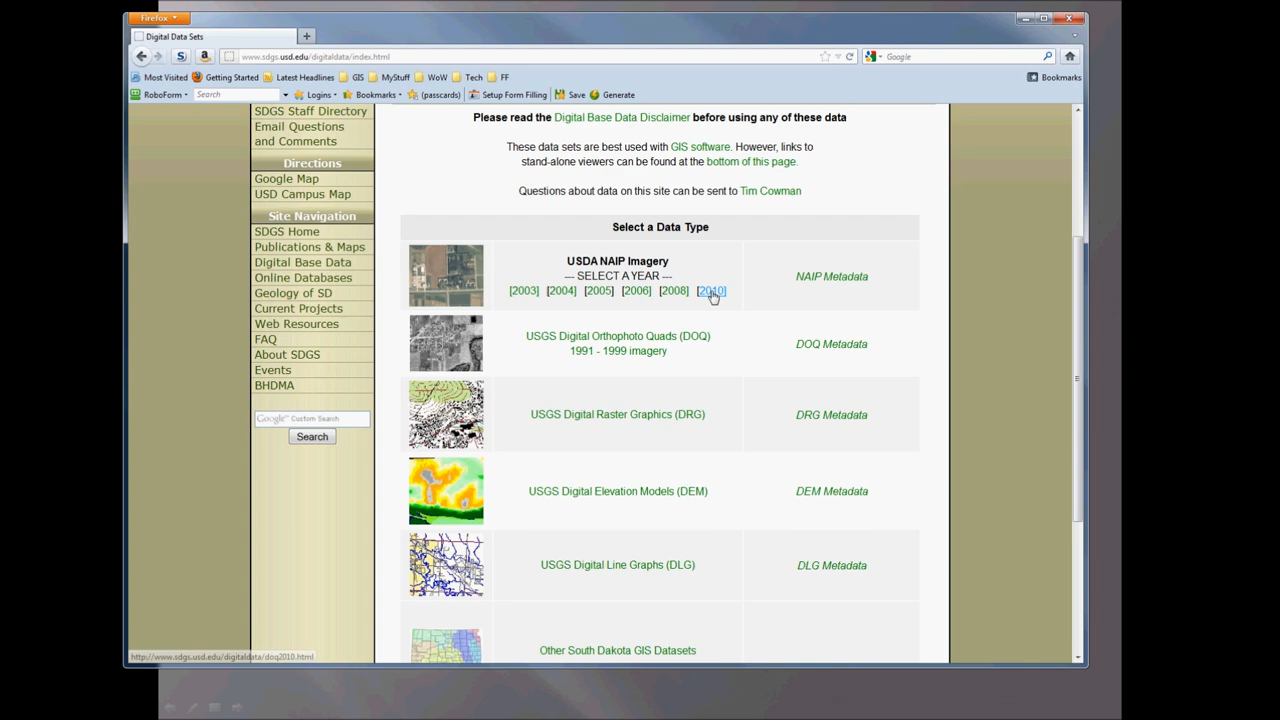 Firefox
Digital Data Sets
www.sdgs.usd.edu/digitaldata/index.html
Google
Most Visited Getting Started Latest Headlines GIS MyStuff WoW Tech FF Bookmarks
RoboForm Search Logins Bookmarks (passcards) Setup Form Filling Save Generate
SDGS Staff Directory
Email Questions
and Comments
Directions
Google Map
USD Campus Map
Site Navigation
SDGS Home
Publications & Maps
Digital Base Data
Online Databases
Geology of SD
Current Projects
Web Resources
FAQ
About SDGS
Events
BHDMA
Google™ Custom Search
Search
Please read the Digital Base Data Disclaimer before using any of these data
These data sets are best used with GIS software. However, links to
stand-alone viewers can be found at the bottom of this page.
Questions about data on this site can be sent to Tim Cowman
Select a Data Type
USDA NAIP Imagery
--- SELECT A YEAR ---
[2003] [2004] [2005] [2006] [2008] [2010]
NAIP Metadata
USGS Digital Orthophoto Quads (DOQ)
1991 - 1999 imagery
DOQ Metadata
USGS Digital Raster Graphics (DRG)
DRG Metadata
USGS Digital Elevation Models (DEM)
DEM Metadata
USGS Digital Line Graphs (DLG)
DLG Metadata
Other South Dakota GIS Datasets
http://www.sdgs.usd.edu/digitaldata/doq2010.html